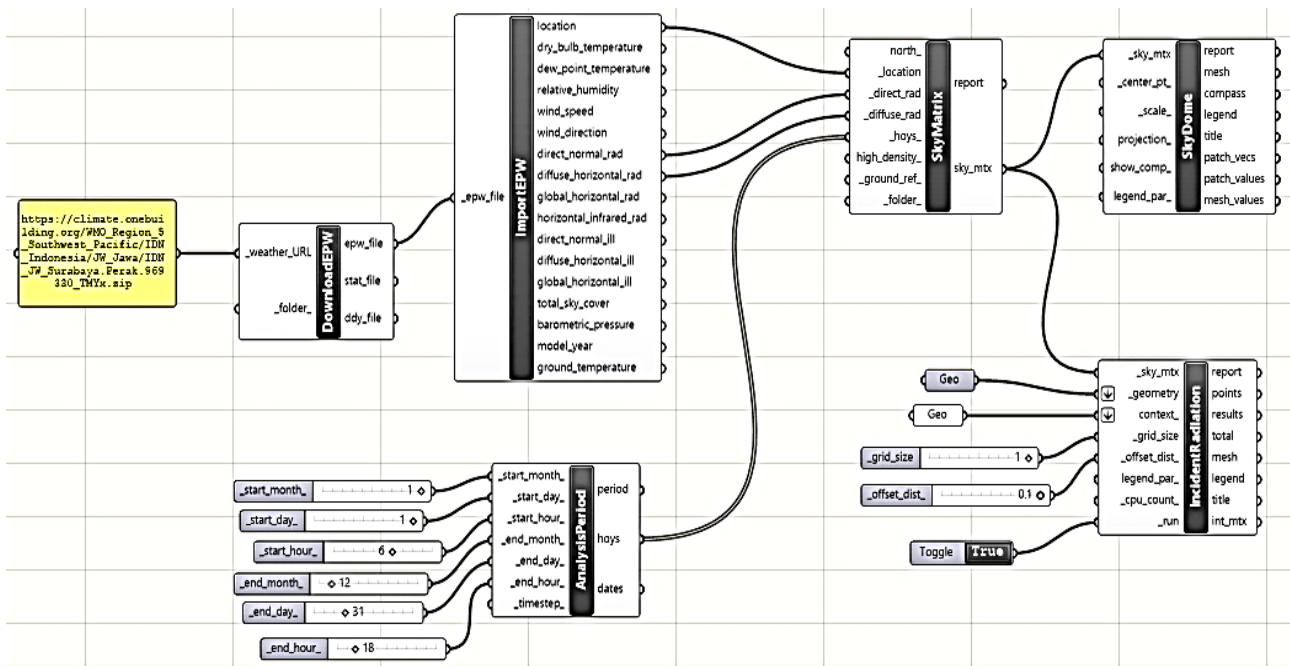 https://climate.onebui
lding.org/WMO_Region_5
_Southwest_Pacific/IDN
_Indonesia/JW_Jawa/IDN
_JW_Surabaya.Perak.969
330_TMYx.zip
_weather_URL
_folder_
DownloadEPW
epw_file
stat_file
ddy_file
_epw_file
ImportEPW
location
dry_bulb_temperature
dew_point_temperature
relative_humidity
wind_speed
wind_direction
direct_normal_rad
diffuse_horizontal_rad
global_horizontal_rad
horizontal_infrared_rad
direct_normal_ill
diffuse_horizontal_ill
global_horizontal_ill
total_sky_cover
barometric_pressure
model_year
ground_temperature
north_
_location
_direct_rad
_diffuse_rad
_hoys_
high_density_
_ground_ref_
_folder_
SkyMatrix
report
sky_mtx
_sky_mtx
_center_pt_
_scale_
projection_
show_comp_
legend_par_
SkyDome
report
mesh
compass
legend
title
patch_vecs
patch_values
mesh_values
_start_month_ 1
_start_day_ 1
_start_hour_ 6
_end_month_ 12
_end_day_ 31
_end_hour_ 18
_start_month_
_start_day_
_start_hour_
_end_month_
_end_day_
_end_hour_
_timestep_
AnalysisPeriod
period
hoys
dates
Geo
Geo
_grid_size 1
_offset_dist_ 0.1
Toggle True
_sky_mtx
_geometry
context_
_grid_size
_offset_dist_
legend_par_
_cpu_count_
_run
IncidentRadiation
report
points
results
total
mesh
legend
title
int_mtx